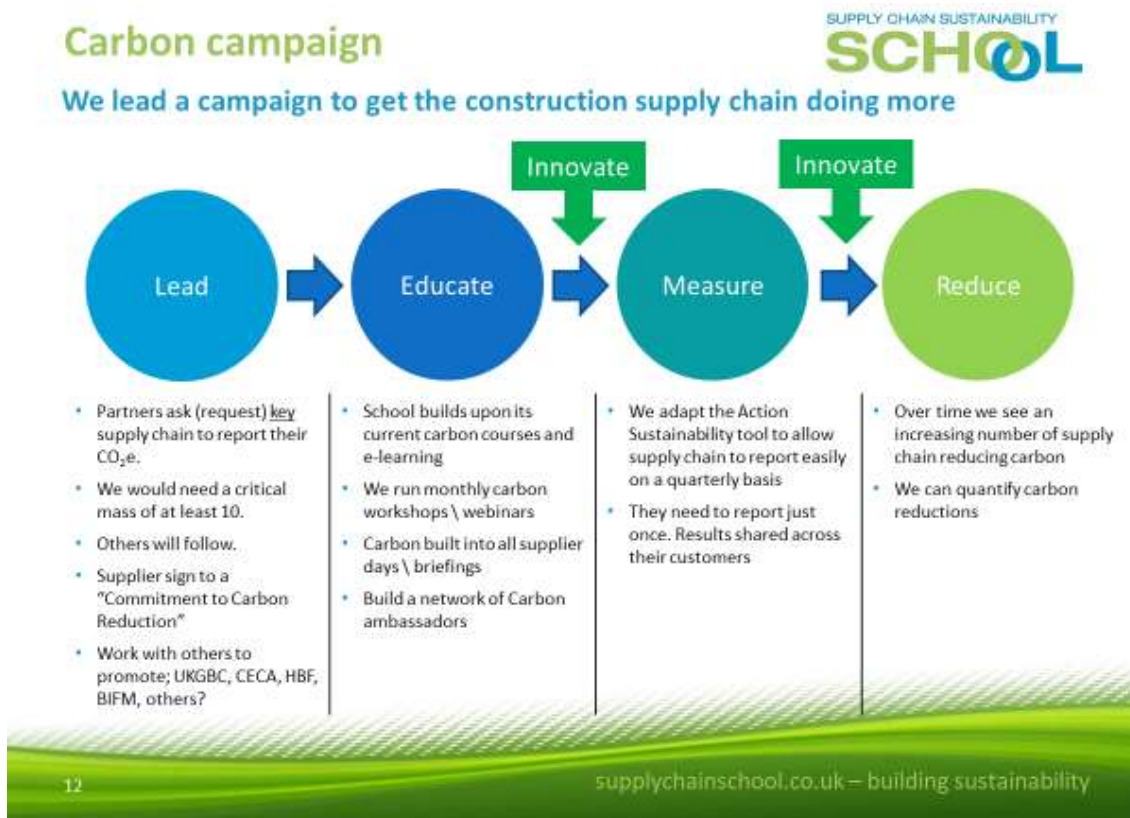 Carbon campaign
SUPPLY CHAIN SUSTAINABILITY
SCHOOL
We lead a campaign to get the construction supply chain doing more
Innovate
Innovate
Lead
Educate
Measure
Reduce
• Partners ask (request) key
supply chain to report their
CO₂e.
• We would need a critical
mass of at least 10.
• Others will follow.
• Supplier sign to a
“Commitment to Carbon
Reduction”
• Work with others to
promote; UKGBC, CECA, HBF,
BIFM, others?
• School builds upon its
current carbon courses and
e-learning
• We run monthly carbon
workshops \ webinars
• Carbon built into all supplier
days \ briefings
• Build a network of Carbon
ambassadors
• We adapt the Action
Sustainability tool to allow
supply chain to report easily
on a quarterly basis
• They need to report just
once. Results shared across
their customers
• Over time we see an
increasing number of supply
chain reducing carbon
• We can quantify carbon
reductions
12
supplychainschool.co.uk – building sustainability